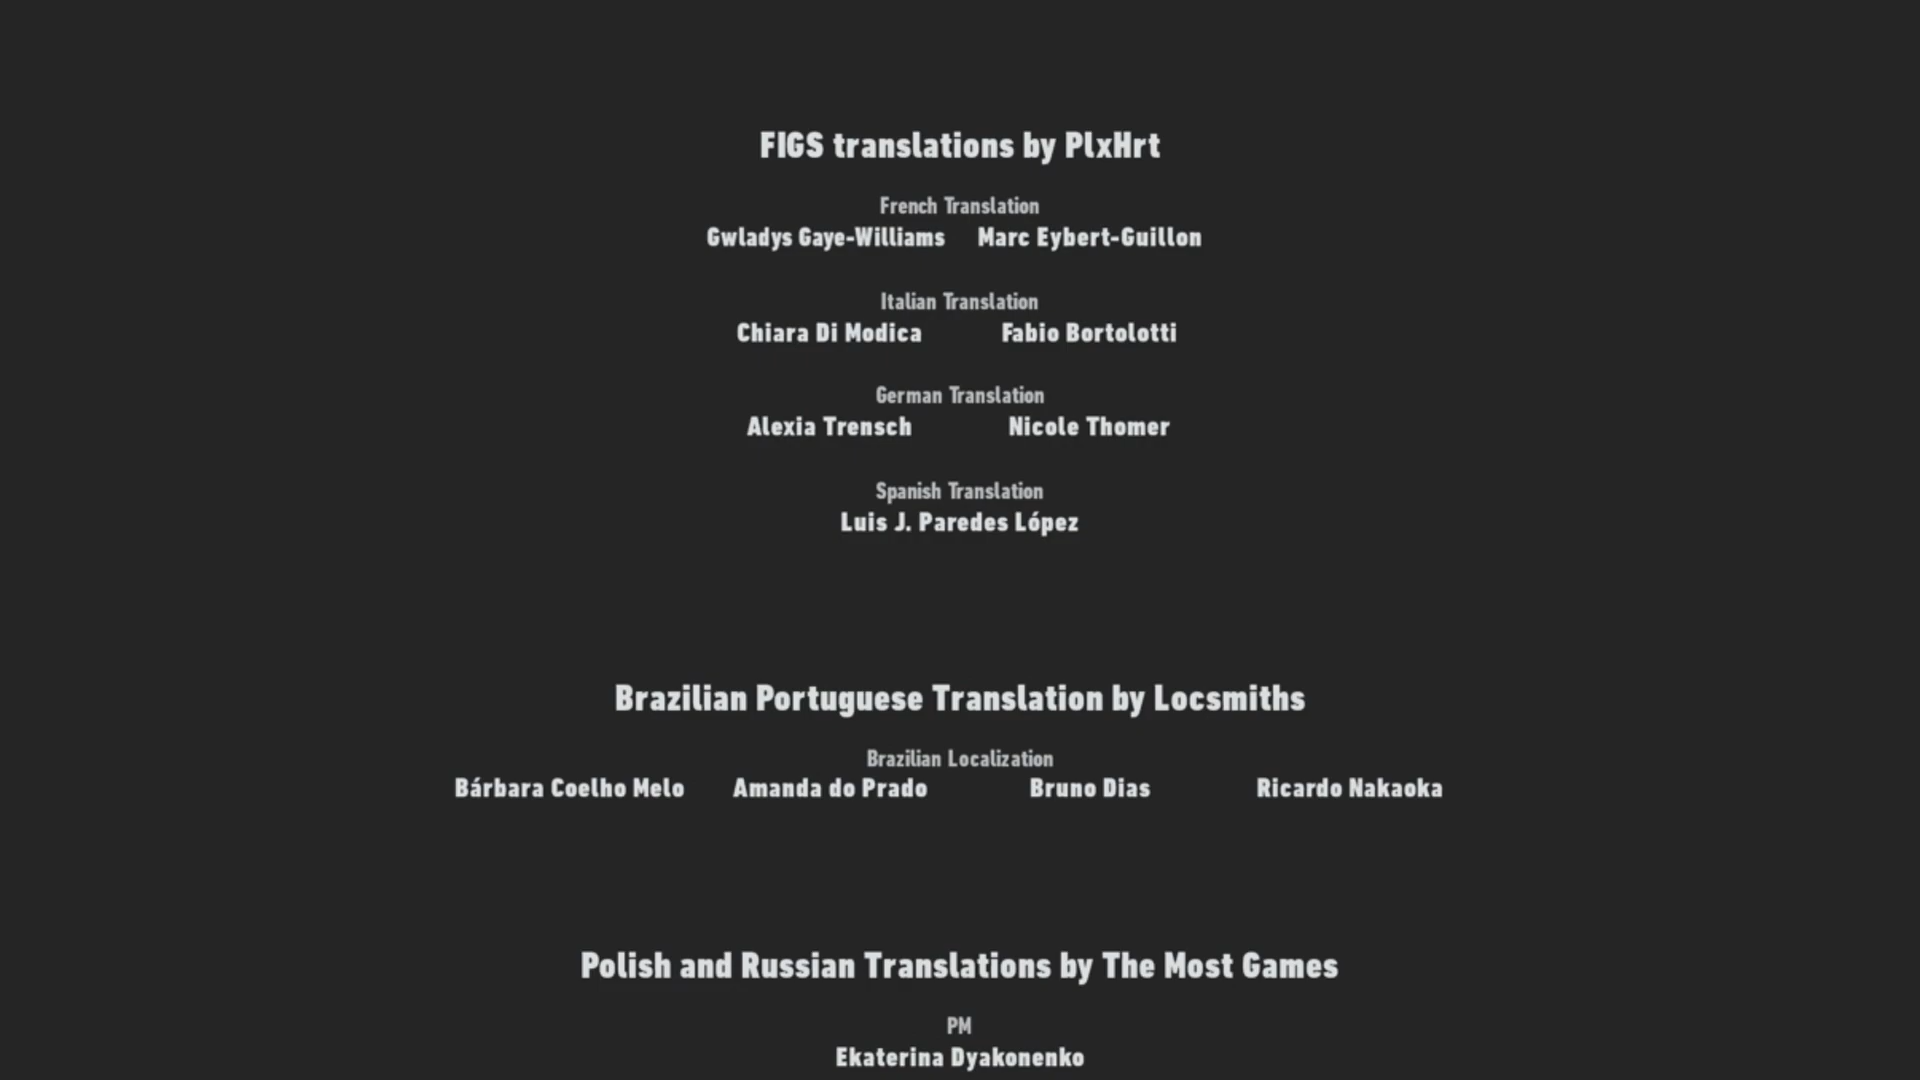 FIGS translations by PlxHrt
French Translation
Gwladys Gaye-Williams Marc Eybert-Guillon
Italian Translation
Chiara Di Modica Fabio Bortolotti
German Translation
Alexia Trensch Nicole Thomer
Spanish Translation
Luis J. Paredes López
Brazilian Portuguese Translation by Locsmiths
Brazilian Localization
Bárbara Coelho Melo Amanda do Prado Bruno Dias Ricardo Nakaoka
Polish and Russian Translations by The Most Games
PM
Ekaterina Dyakonenko